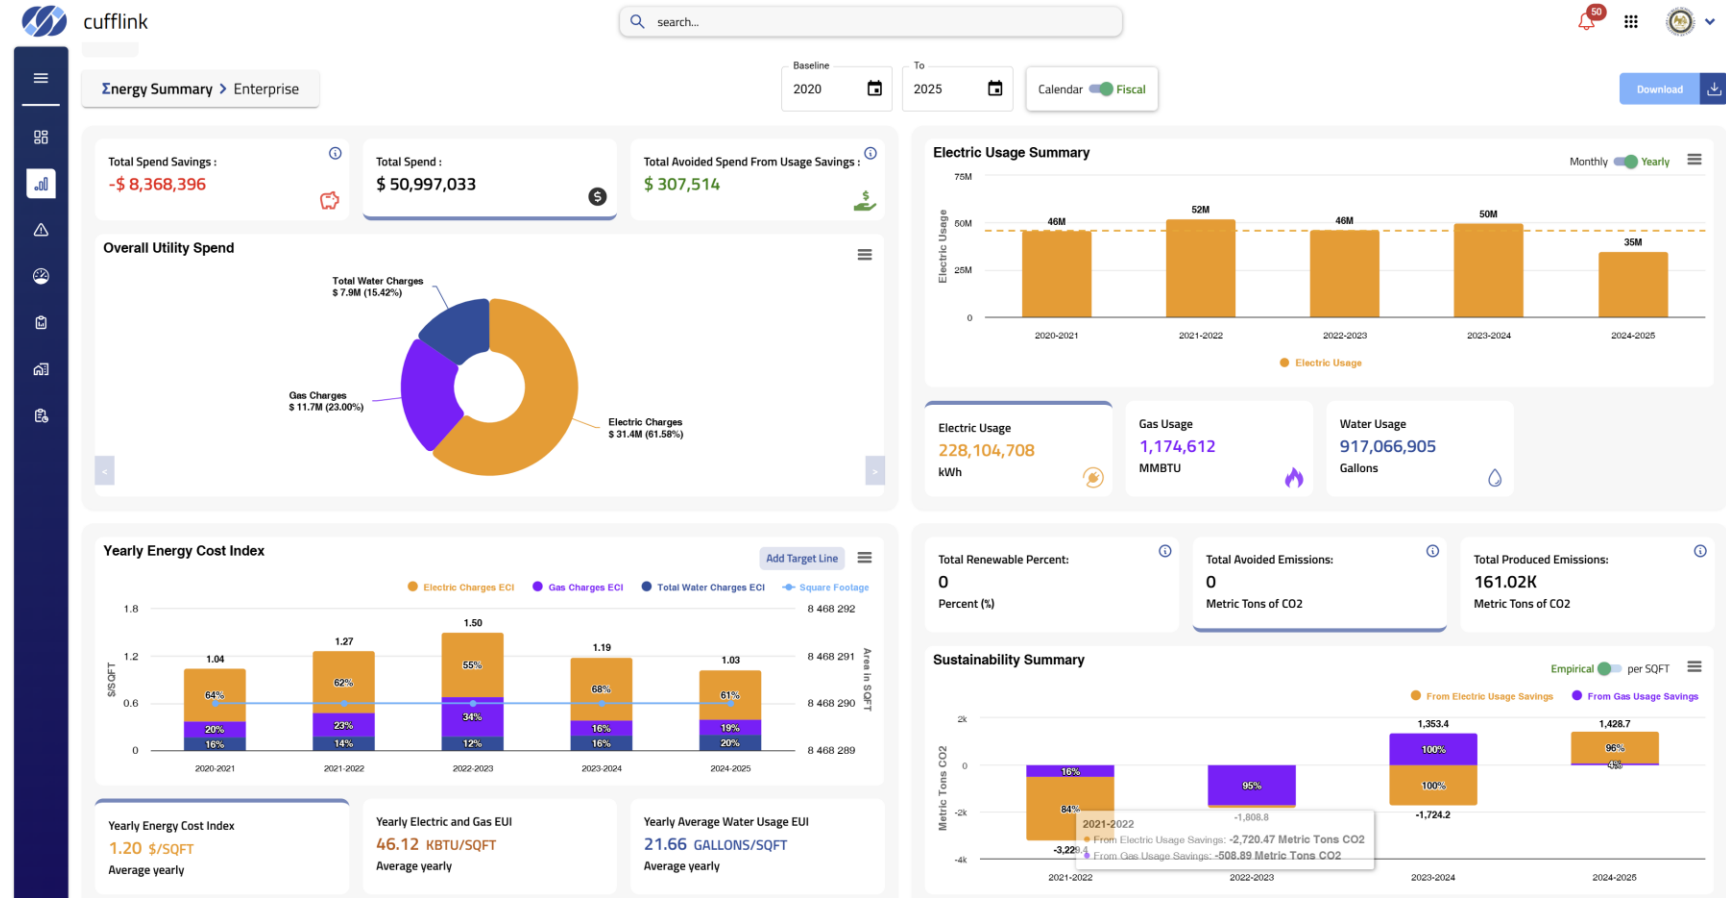 cufflink
search...
50
Σnergy Summary > Enterprise
Baseline
2020
To
2025
Calendar
Fiscal
Download
Total Spend Savings :
-$ 8,368,396
Total Spend :
$ 50,997,033
$
Total Avoided Spend From Usage Savings :
$ 307,514
Overall Utility Spend
Total Water Charges
$ 7.9M (15.42%)
Gas Charges
$ 11.7M (23.00%)
Electric Charges
$ 31.4M (61.58%)
<
>
Electric Usage Summary
Monthly
Yearly
Electric Usage
75M
50M
25M
0
46M
52M
46M
50M
35M
2020-2021
2021-2022
2022-2023
2023-2024
2024-2025
Electric Usage
Electric Usage
228,104,708
kWh
Gas Usage
1,174,612
MMBTU
Water Usage
917,066,905
Gallons
Yearly Energy Cost Index
Add Target Line
Electric Charges ECI
Gas Charges ECI
Total Water Charges ECI
Square Footage
$/SQFT
1.8
1.2
0.6
0
1.04
64%
20%
16%
1.27
62%
23%
14%
1.50
55%
34%
12%
1.19
68%
16%
16%
1.03
61%
19%
20%
8 468 292
8 468 291
8 468 290
8 468 289
Area in SQFT
2020-2021
2021-2022
2022-2023
2023-2024
2024-2025
Yearly Energy Cost Index
1.20 $/SQFT
Average yearly
Yearly Electric and Gas EUI
46.12 KBTU/SQFT
Average yearly
Yearly Average Water Usage EUI
21.66 GALLONS/SQFT
Average yearly
Total Renewable Percent:
0
Percent (%)
Total Avoided Emissions:
0
Metric Tons of CO2
Total Produced Emissions:
161.02K
Metric Tons of CO2
Sustainability Summary
Empirical
per SQFT
From Electric Usage Savings
From Gas Usage Savings
Metric Tons CO2
2k
0
-2k
-4k
16%
84%
-3,229.4
95%
-1,808.8
1,353.4
100%
100%
-1,724.2
1,428.7
96%
4%
2021-2022
From Electric Usage Savings: -2,720.47 Metric Tons CO2
From Gas Usage Savings: -508.89 Metric Tons CO2
2021-2022
2022-2023
2023-2024
2024-2025